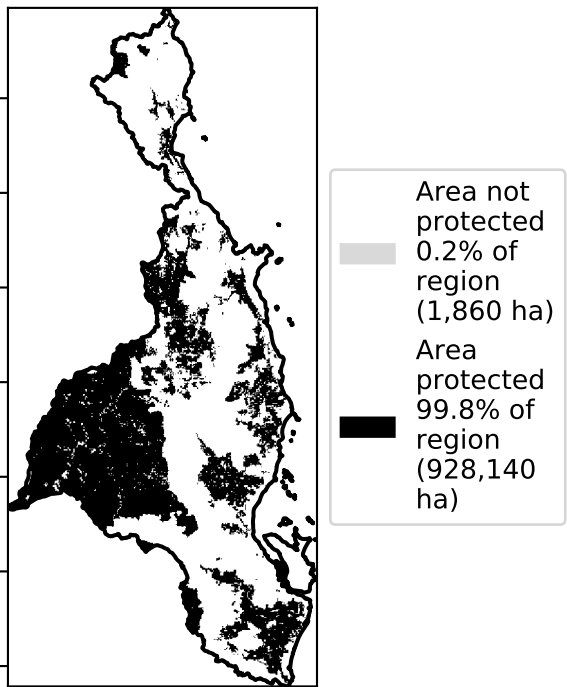 Area not
protected
0.2% of
region
(1,860 ha)
Area
protected
99.8% of
region
(928,140
ha)